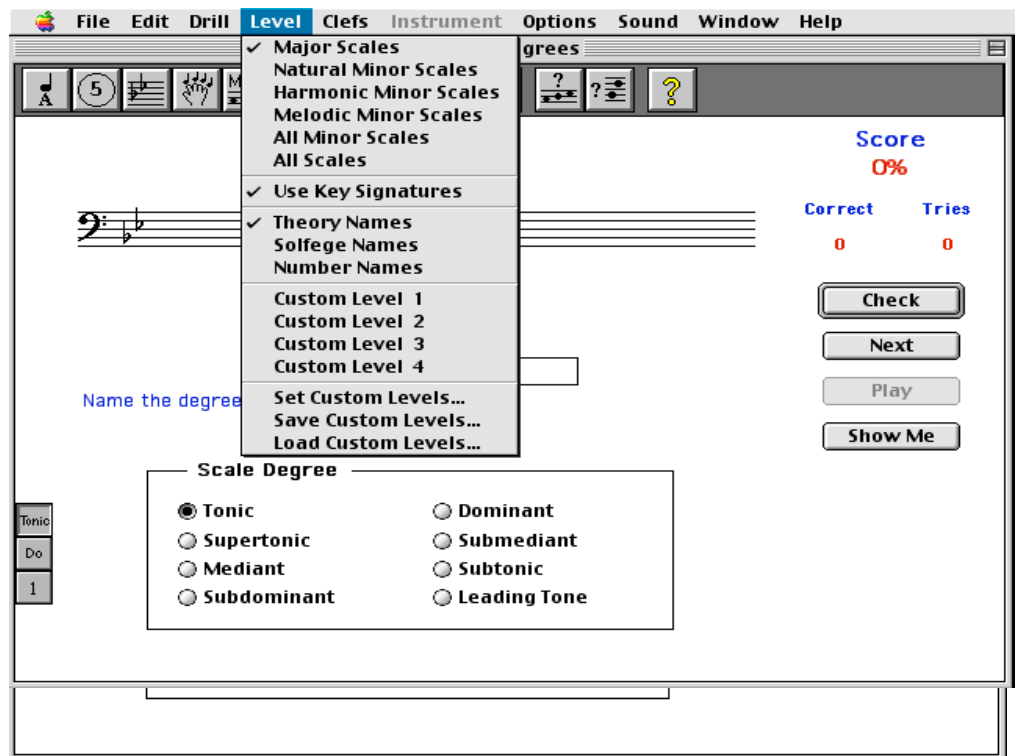 File Edit Drill Level Clefs Instrument Options Sound Window Help
grees
✓ Major Scales
Natural Minor Scales
Harmonic Minor Scales
Melodic Minor Scales
All Minor Scales
All Scales
✓ Use Key Signatures
✓ Theory Names
Solfege Names
Number Names
Custom Level 1
Custom Level 2
Custom Level 3
Custom Level 4
Set Custom Levels...
Save Custom Levels...
Load Custom Levels...
A
5
M
?
?
?
Score
0%
Correct Tries
0 0
Check
Next
Play
Show Me
Name the degree
Scale Degree
Tonic Dominant
Supertonic Submediant
Mediant Subtonic
Subdominant Leading Tone
Tonic
Do
1